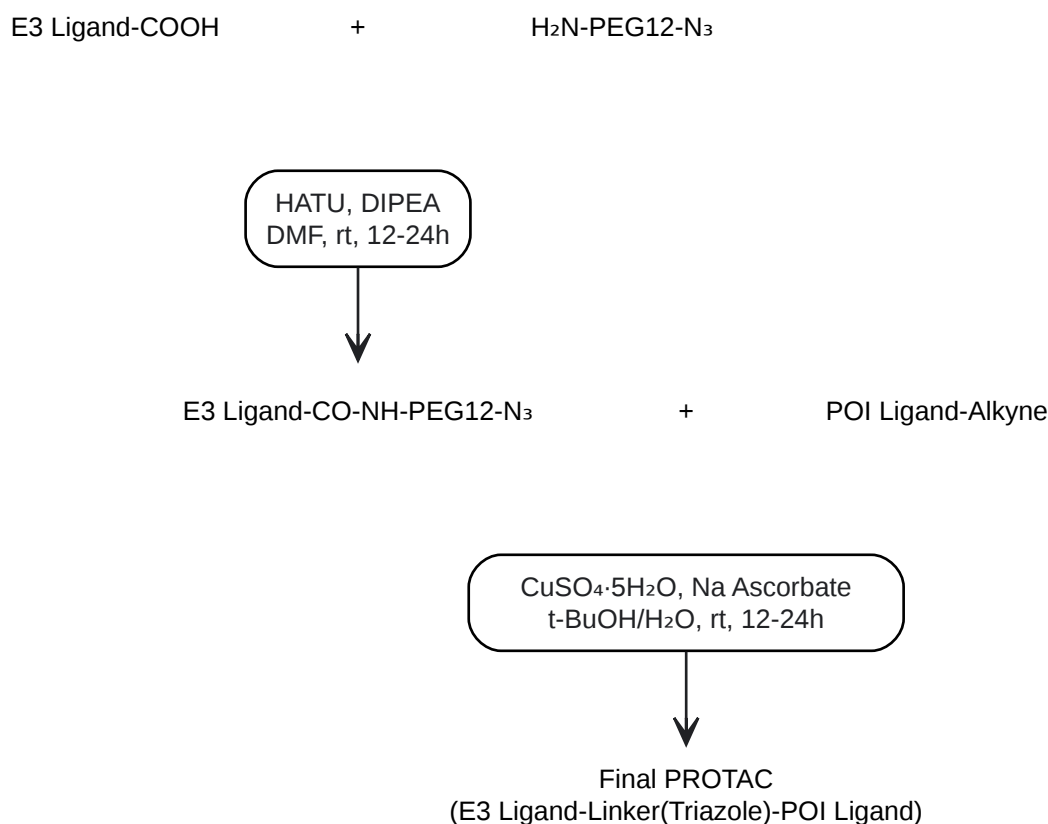 E3 Ligand-COOH + H₂N-PEG12-N₃
HATU, DIPEA
DMF, rt, 12-24h
E3 Ligand-CO-NH-PEG12-N₃ + POI Ligand-Alkyne
CuSO₄·5H₂O, Na Ascorbate
t-BuOH/H₂O, rt, 12-24h
Final PROTAC
(E3 Ligand-Linker(Triazole)-POI Ligand)